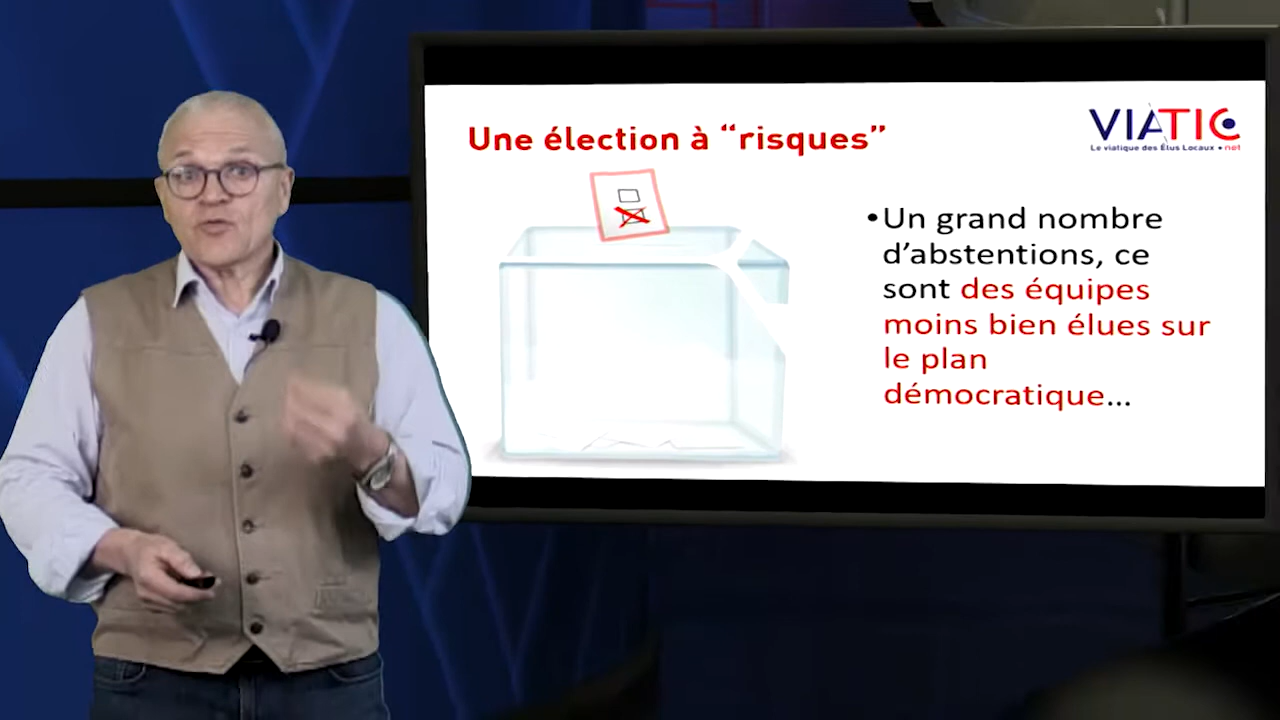 Une élection à “risques”
VIATIC
Le viatique des Élus Locaux • net
•Un grand nombre
d’abstentions, ce
sont des équipes
moins bien élues sur
le plan
démocratique...